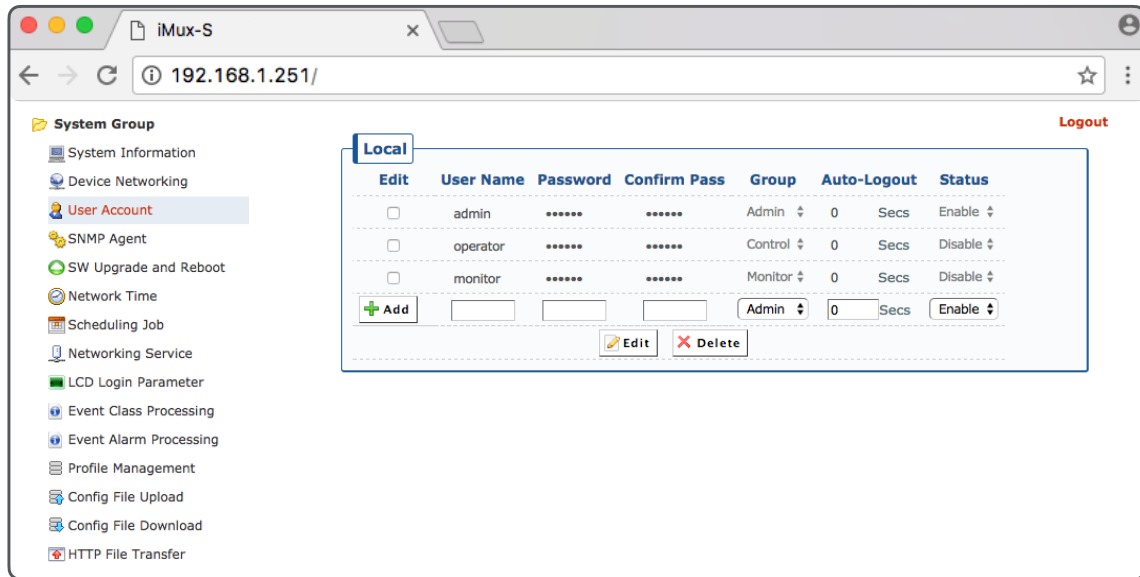 iMux-S
192.168.1.251/
System Group
System Information
Device Networking
User Account
SNMP Agent
SW Upgrade and Reboot
Network Time
Scheduling Job
Networking Service
LCD Login Parameter
Event Class Processing
Event Alarm Processing
Profile Management
Config File Upload
Config File Download
HTTP File Transfer
Logout
Local
Edit User Name Password Confirm Pass Group Auto-Logout Status
admin •••••• •••••• Admin 0 Secs Enable
operator •••••• •••••• Control 0 Secs Disable
monitor •••••• •••••• Monitor 0 Secs Disable
Add Admin 0 Secs Enable
Edit Delete